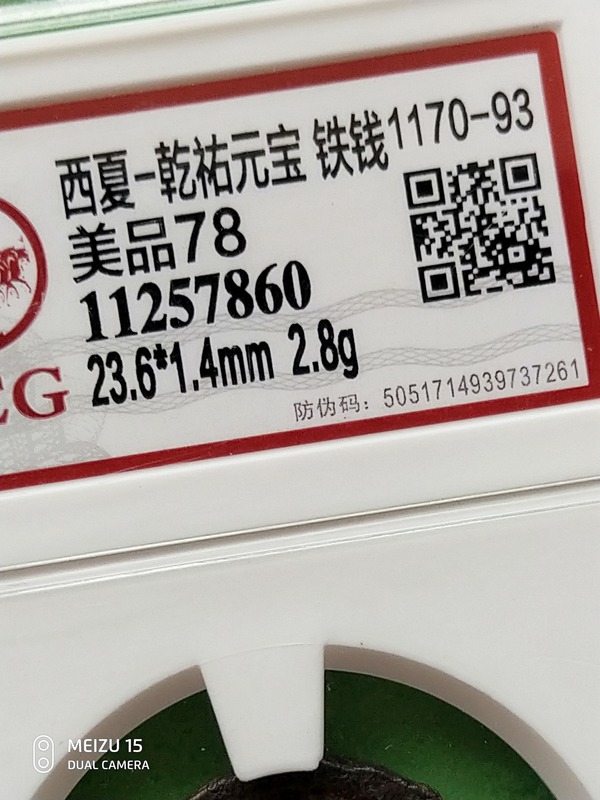 西夏-乾祐元宝 铁钱1170-93
美品78
11257860
23.6*1.4mm 2.8g
EG
防伪码：5051714939737261
MEIZU 15
DUAL CAMERA